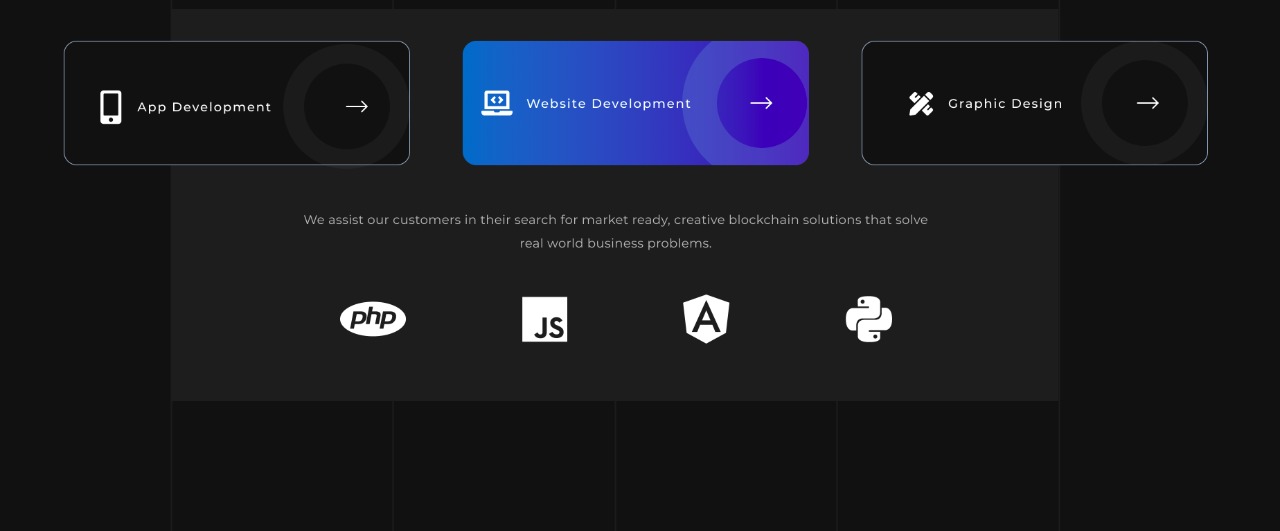 App Development
Website Development
Graphic Design
We assist our customers in their search for market ready, creative blockchain solutions that solve
real world business problems.
php
JS
A